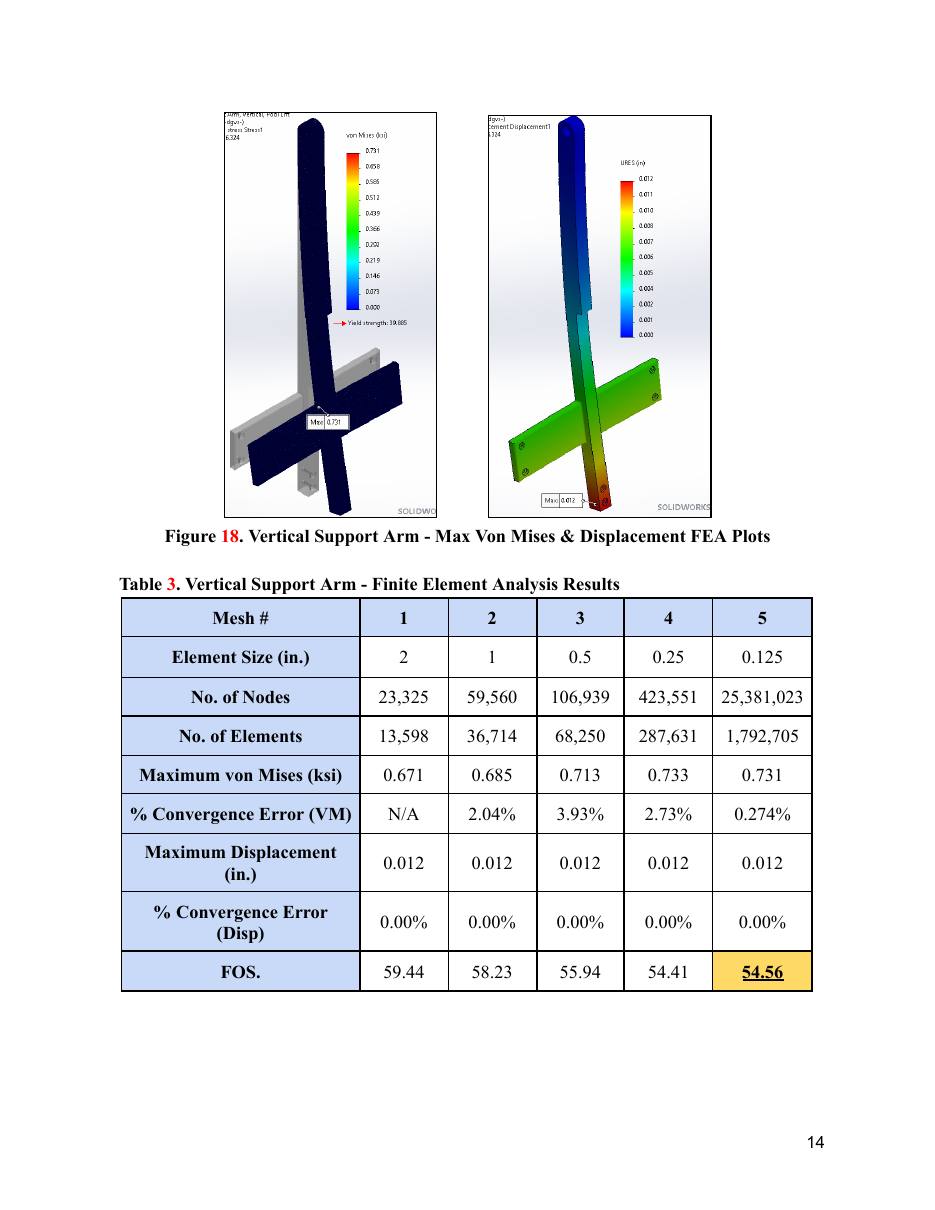 stress Stress1
6.324
von Mises (ksi)
0.731
0.658
0.585
0.512
0.439
0.366
0.292
0.219
0.146
0.073
0.000
Yield strength: 39.885
Max: 0.731
SOLIDWO
cement Displacement1
URES (in)
0.012
0.011
0.010
0.008
0.007
0.006
0.005
0.004
0.002
0.001
0.000
Max: 0.012
SOLIDWORKS
Figure 18. Vertical Support Arm - Max Von Mises & Displacement FEA Plots
Table 3. Vertical Support Arm - Finite Element Analysis Results
Mesh # 1 2 3 4 5
Element Size (in.) 2 1 0.5 0.25 0.125
No. of Nodes 23,325 59,560 106,939 423,551 25,381,023
No. of Elements 13,598 36,714 68,250 287,631 1,792,705
Maximum von Mises (ksi) 0.671 0.685 0.713 0.733 0.731
% Convergence Error (VM) N/A 2.04% 3.93% 2.73% 0.274%
Maximum Displacement
(in.) 0.012 0.012 0.012 0.012 0.012
% Convergence Error
(Disp) 0.00% 0.00% 0.00% 0.00% 0.00%
FOS. 59.44 58.23 55.94 54.41 54.56
14